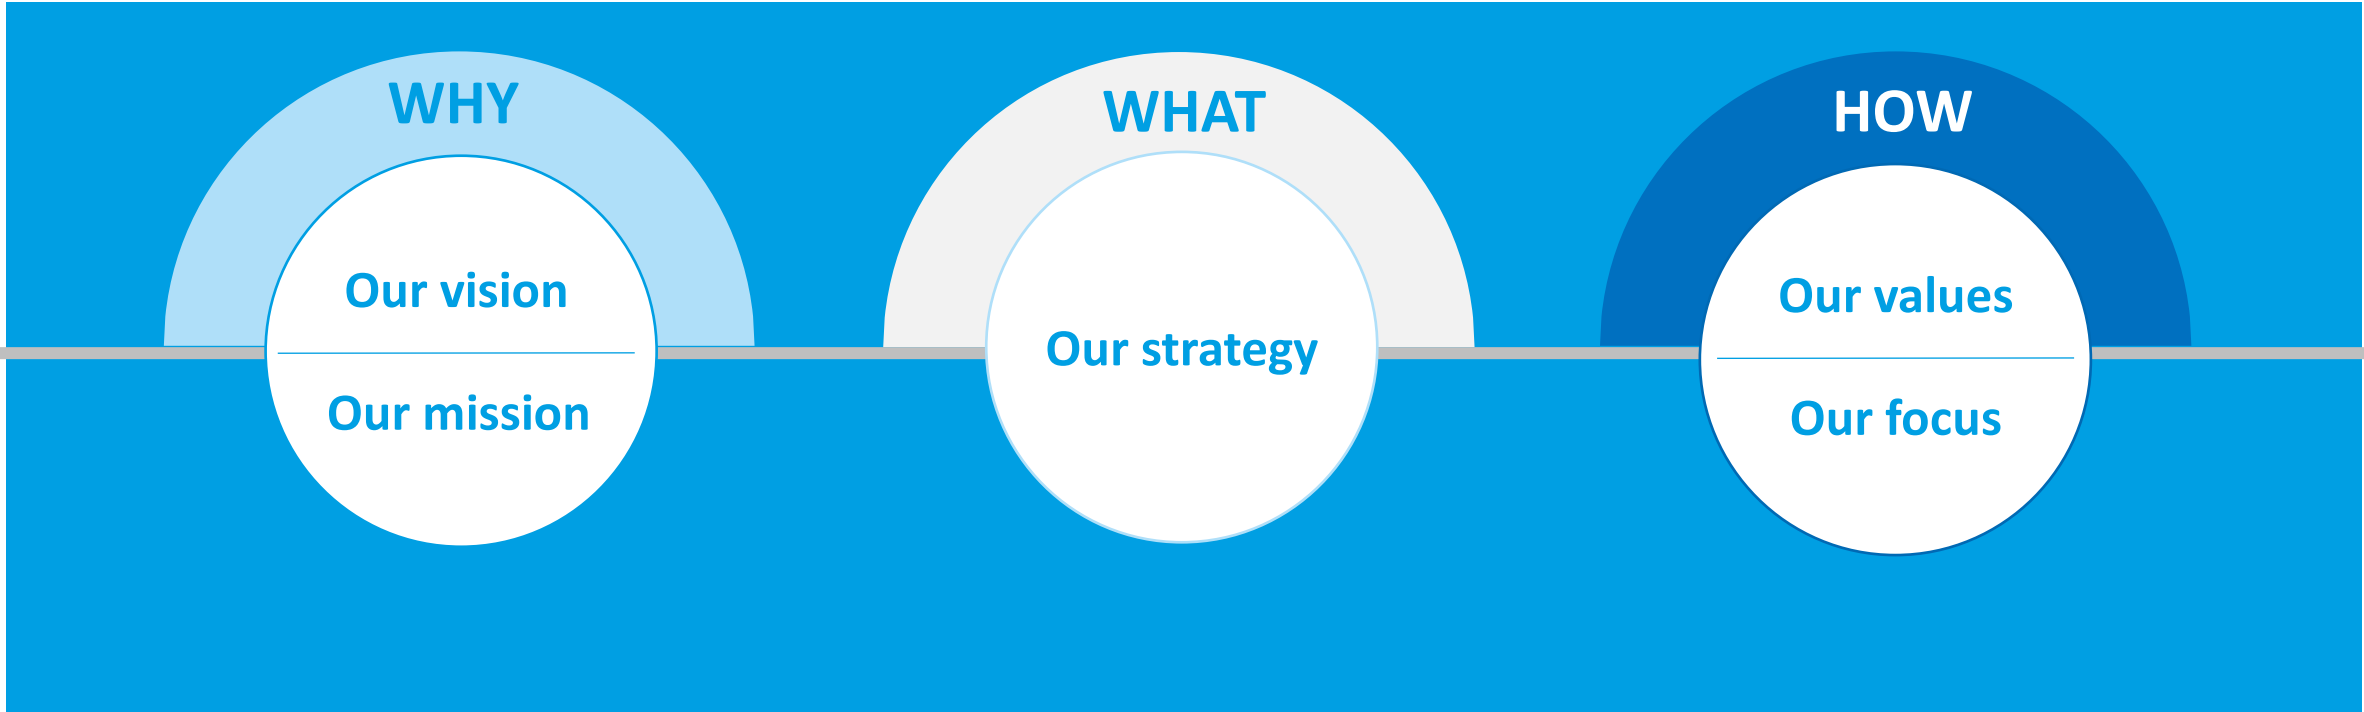 WHY
Our vision
Our mission
WHAT
Our strategy
HOW
Our values
Our focus